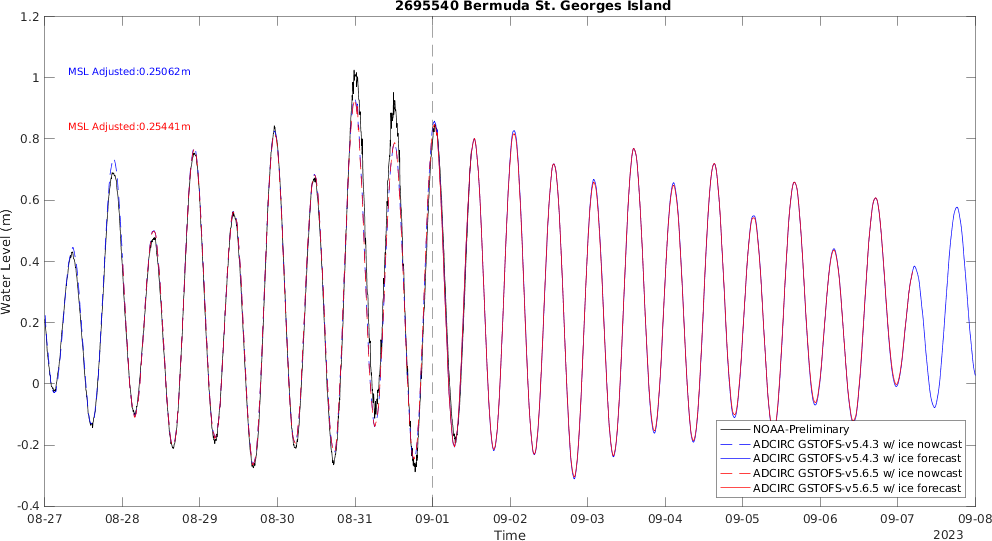 2695540 Bermuda St. Georges Island
1.2
1
0.8
0.6
0.4
0.2
0
-0.2
-0.4
Water Level (m)
MSL Adjusted:0.25062m
MSL Adjusted:0.25441m
NOAA-Preliminary
ADCIRC GSTOFS-v5.4.3 w/ ice nowcast
ADCIRC GSTOFS-v5.4.3 w/ ice forecast
ADCIRC GSTOFS-v5.6.5 w/ ice nowcast
ADCIRC GSTOFS-v5.6.5 w/ ice forecast
08-27 08-28 08-29 08-30 08-31 09-01 09-02 09-03 09-04 09-05 09-06 09-07 09-08
Time
2023